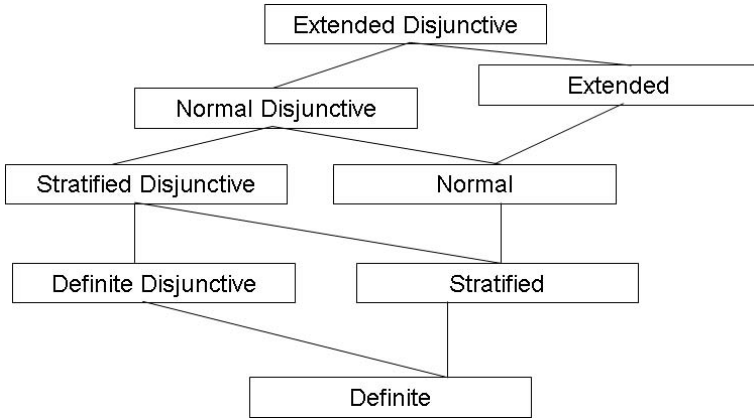 Extended Disjunctive
Extended
Normal Disjunctive
Stratified Disjunctive
Normal
Definite Disjunctive
Stratified
Definite